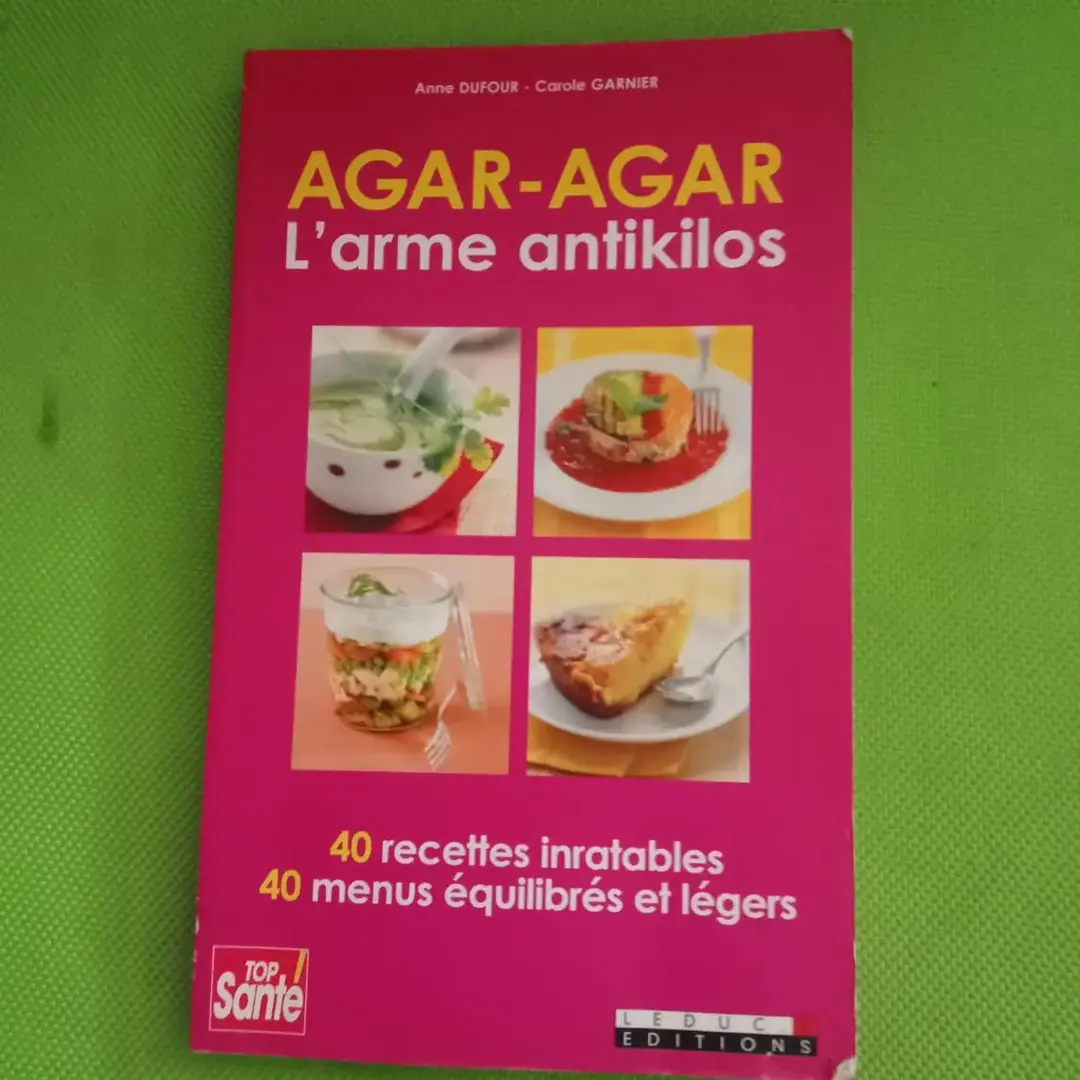 Anne DUFOUR - Carole GARNIER
AGAR-AGAR
L'arme antikilos
40 recettes inratables
40 menus équilibrés et légers
TOP
Santé
LEDUC
EDITIONS